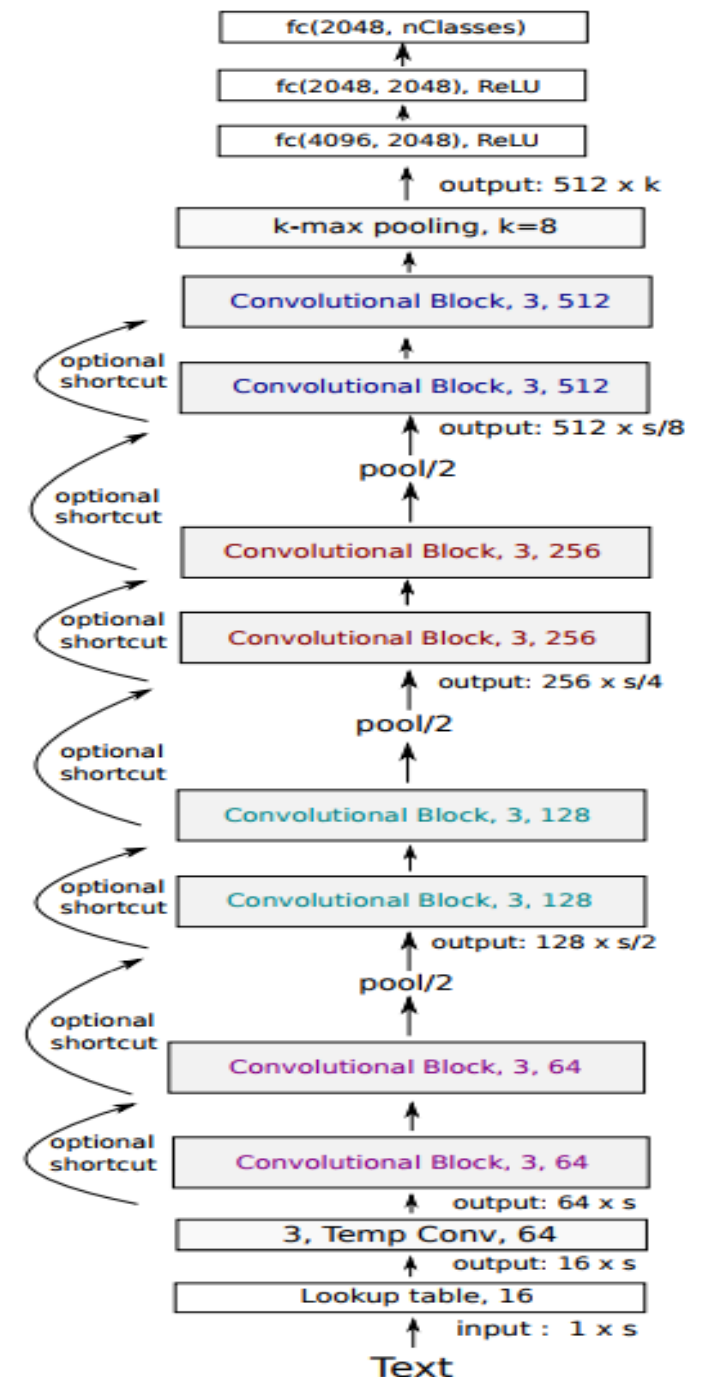 fc(2048, nClasses)
fc(2048, 2048), ReLU
fc(4096, 2048), ReLU
output: 512 x k
k-max pooling, k=8
Convolutional Block, 3, 512
optional
shortcut
Convolutional Block, 3, 512
output: 512 x s/8
pool/2
optional
shortcut
Convolutional Block, 3, 256
optional
shortcut
Convolutional Block, 3, 256
output: 256 x s/4
pool/2
optional
shortcut
Convolutional Block, 3, 128
optional
shortcut
Convolutional Block, 3, 128
output: 128 x s/2
pool/2
optional
shortcut
Convolutional Block, 3, 64
optional
shortcut
Convolutional Block, 3, 64
output: 64 x s
3, Temp Conv, 64
output: 16 x s
Lookup table, 16
input : 1 x s
Text